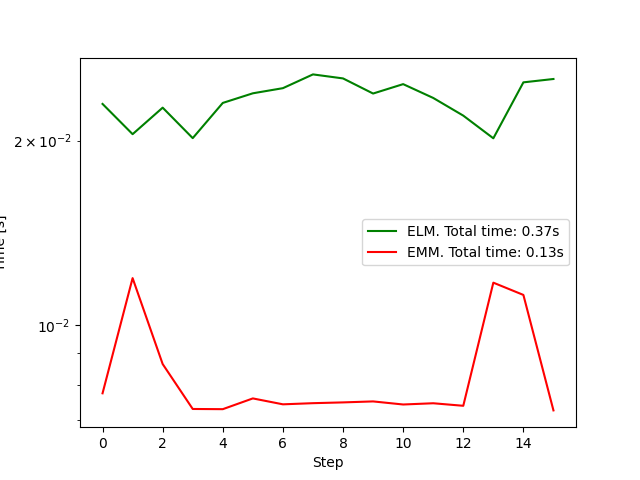 2 × 10⁻²
10⁻²
Time [s]
ELM. Total time: 0.37s
EMM. Total time: 0.13s
0 2 4 6 8 10 12 14
Step